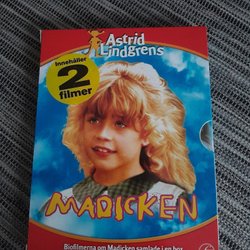 Astrid
Lindgrens
Innehåller
2
filmer
MADICKEN
Biofilmerna om Madicken samlade i en box